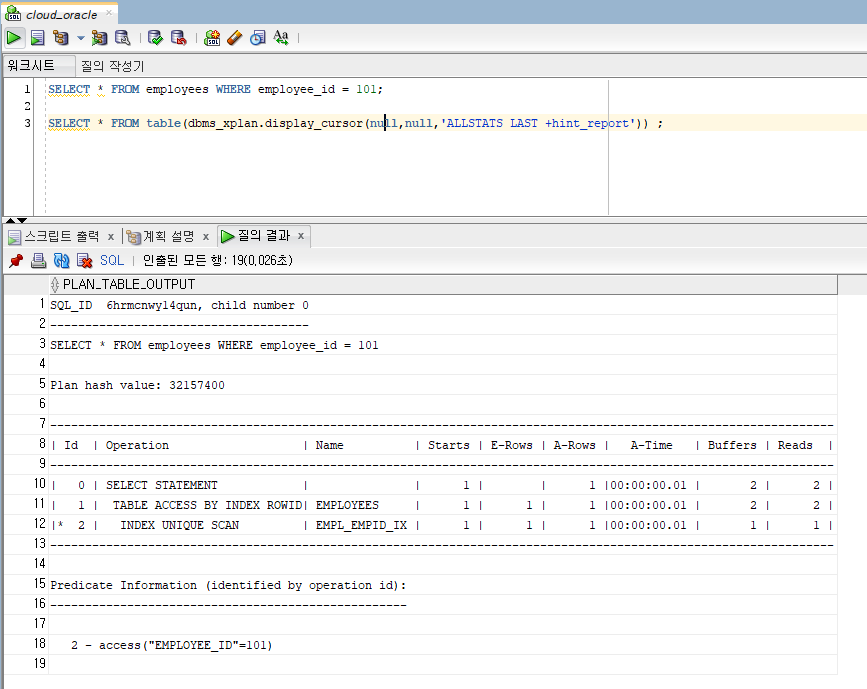 cloud_oracle
워크시트 질의 작성기
1 SELECT * FROM employees WHERE employee_id = 101;
2
3 SELECT * FROM table(dbms_xplan.display_cursor(null,null,'ALLSTATS LAST +hint_report')) ;
스크립트 출력 x 계획 설명 x 질의 결과 x
SQL | 인출된 모든 행: 19(0,026초)
PLAN_TABLE_OUTPUT
1 SQL_ID  6hrmcnwyl4qun, child number 0
2 -------------------------------------
3 SELECT * FROM employees WHERE employee_id = 101
4
5 Plan hash value: 32157400
6
7 ----------------------------------------------------------------------------------------------------------------
8 | Id  | Operation                   | Name          | Starts | E-Rows | A-Rows |   A-Time   | Buffers | Reads  |
9 ----------------------------------------------------------------------------------------------------------------
10 |   0 | SELECT STATEMENT            |               |      1 |        |      1 |00:00:00.01 |       2 |      2 |
11 |   1 |  TABLE ACCESS BY INDEX ROWID| EMPLOYEES     |      1 |      1 |      1 |00:00:00.01 |       2 |      2 |
12 |*  2 |   INDEX UNIQUE SCAN         | EMPL_EMPID_IX |      1 |      1 |      1 |00:00:00.01 |       1 |      1 |
13 ----------------------------------------------------------------------------------------------------------------
14
15 Predicate Information (identified by operation id):
16 ---------------------------------------------------
17
18    2 - access("EMPLOYEE_ID"=101)
19